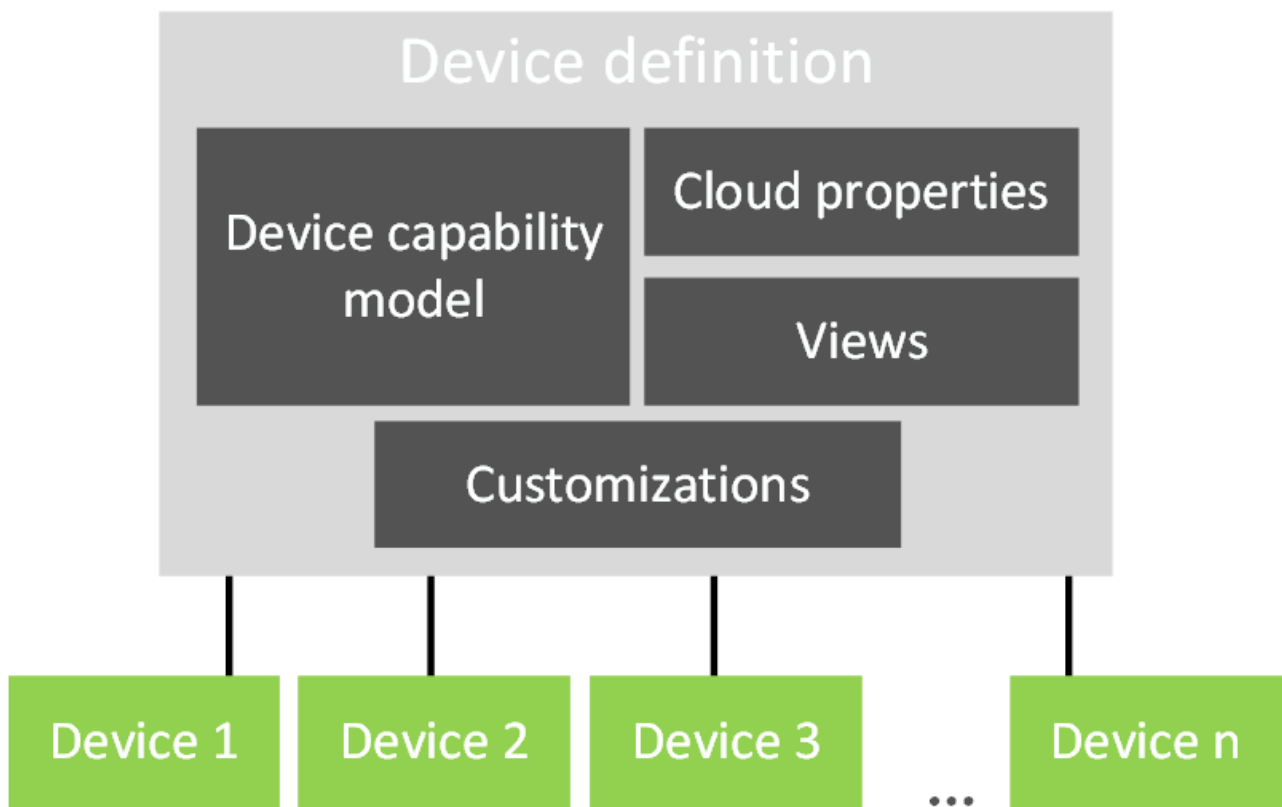 Device definition
Device capability
model
Cloud properties
Views
Customizations
Device 1
Device 2
Device 3
...
Device n